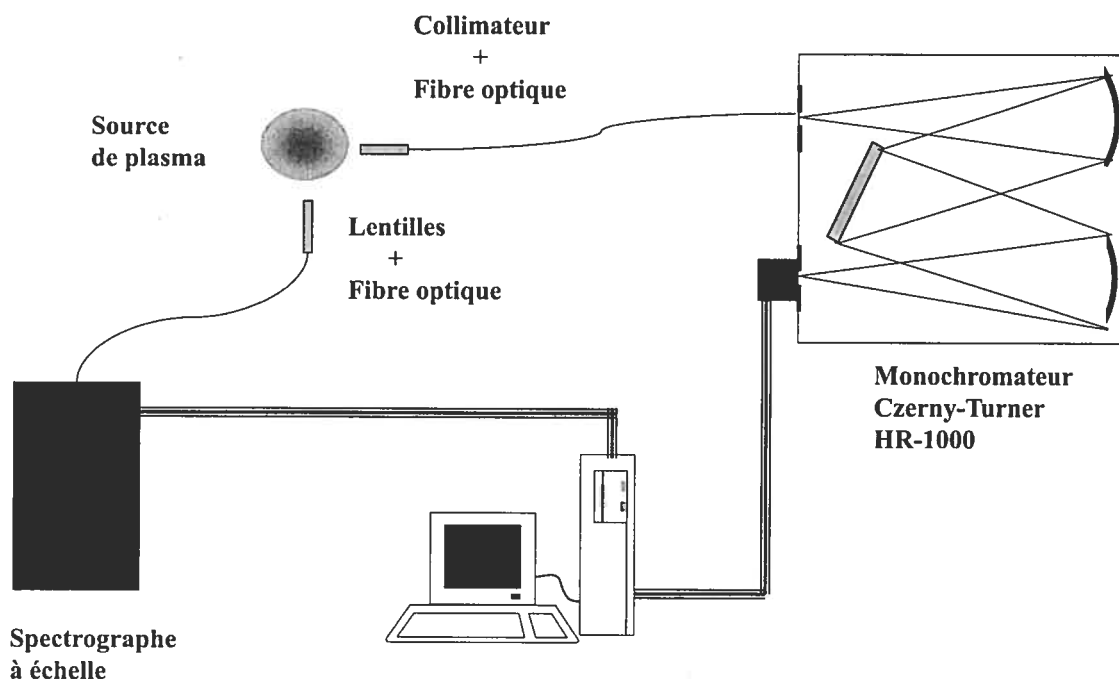 Collimateur
+
Fibre optique
Source
de plasma
Lentilles
+
Fibre optique
Monochromateur
Czerny-Turner
HR-1000
Spectrographe
à échelle